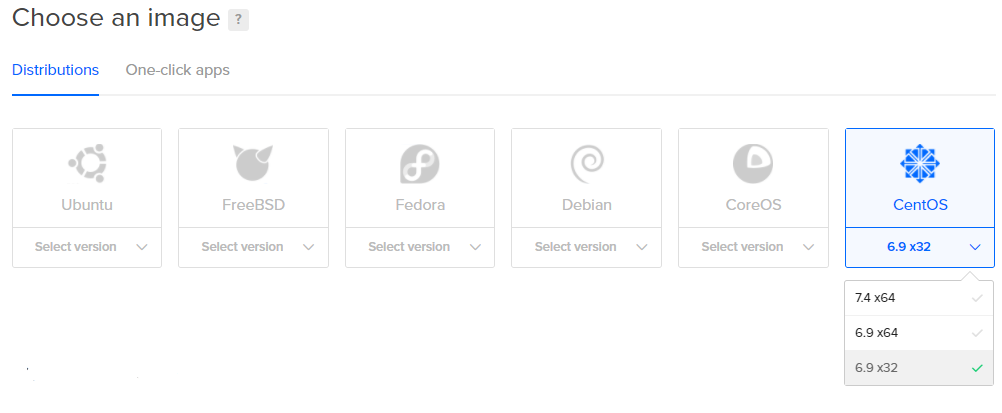 Choose an image ?
Distributions One-click apps
Ubuntu FreeBSD Fedora Debian CoreOS CentOS
Select version Select version Select version Select version Select version 6.9 x32
7.4 x64
6.9 x64
6.9 x32